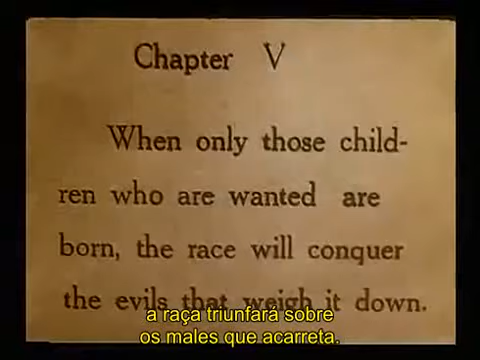 Chapter V
When only those child-
ren who are wanted are
born, the race will conquer
the evils that weigh it down.
a raça triunfará sobre
os males que acarreta.